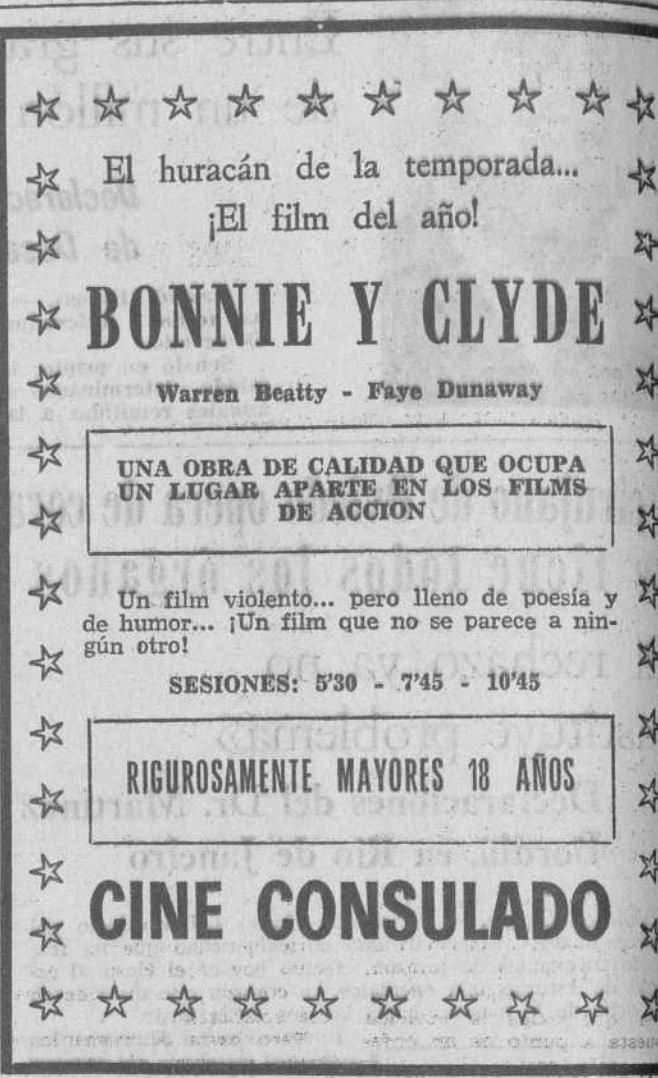 El huracán de la temporada...
¡El film del año!
BONNIE Y CLYDE
Warren Beatty - Faye Dunaway
UNA OBRA DE CALIDAD QUE OCUPA
UN LUGAR APARTE EN LOS FILMS
DE ACCION
Un film violento... pero lleno de poesía y
de humor... ¡Un film que no se parece a nin-
gún otro!
SESIONES: 5'30 - 7'45 - 10'45
RIGUROSAMENTE MAYORES 18 AÑOS
CINE CONSULADO